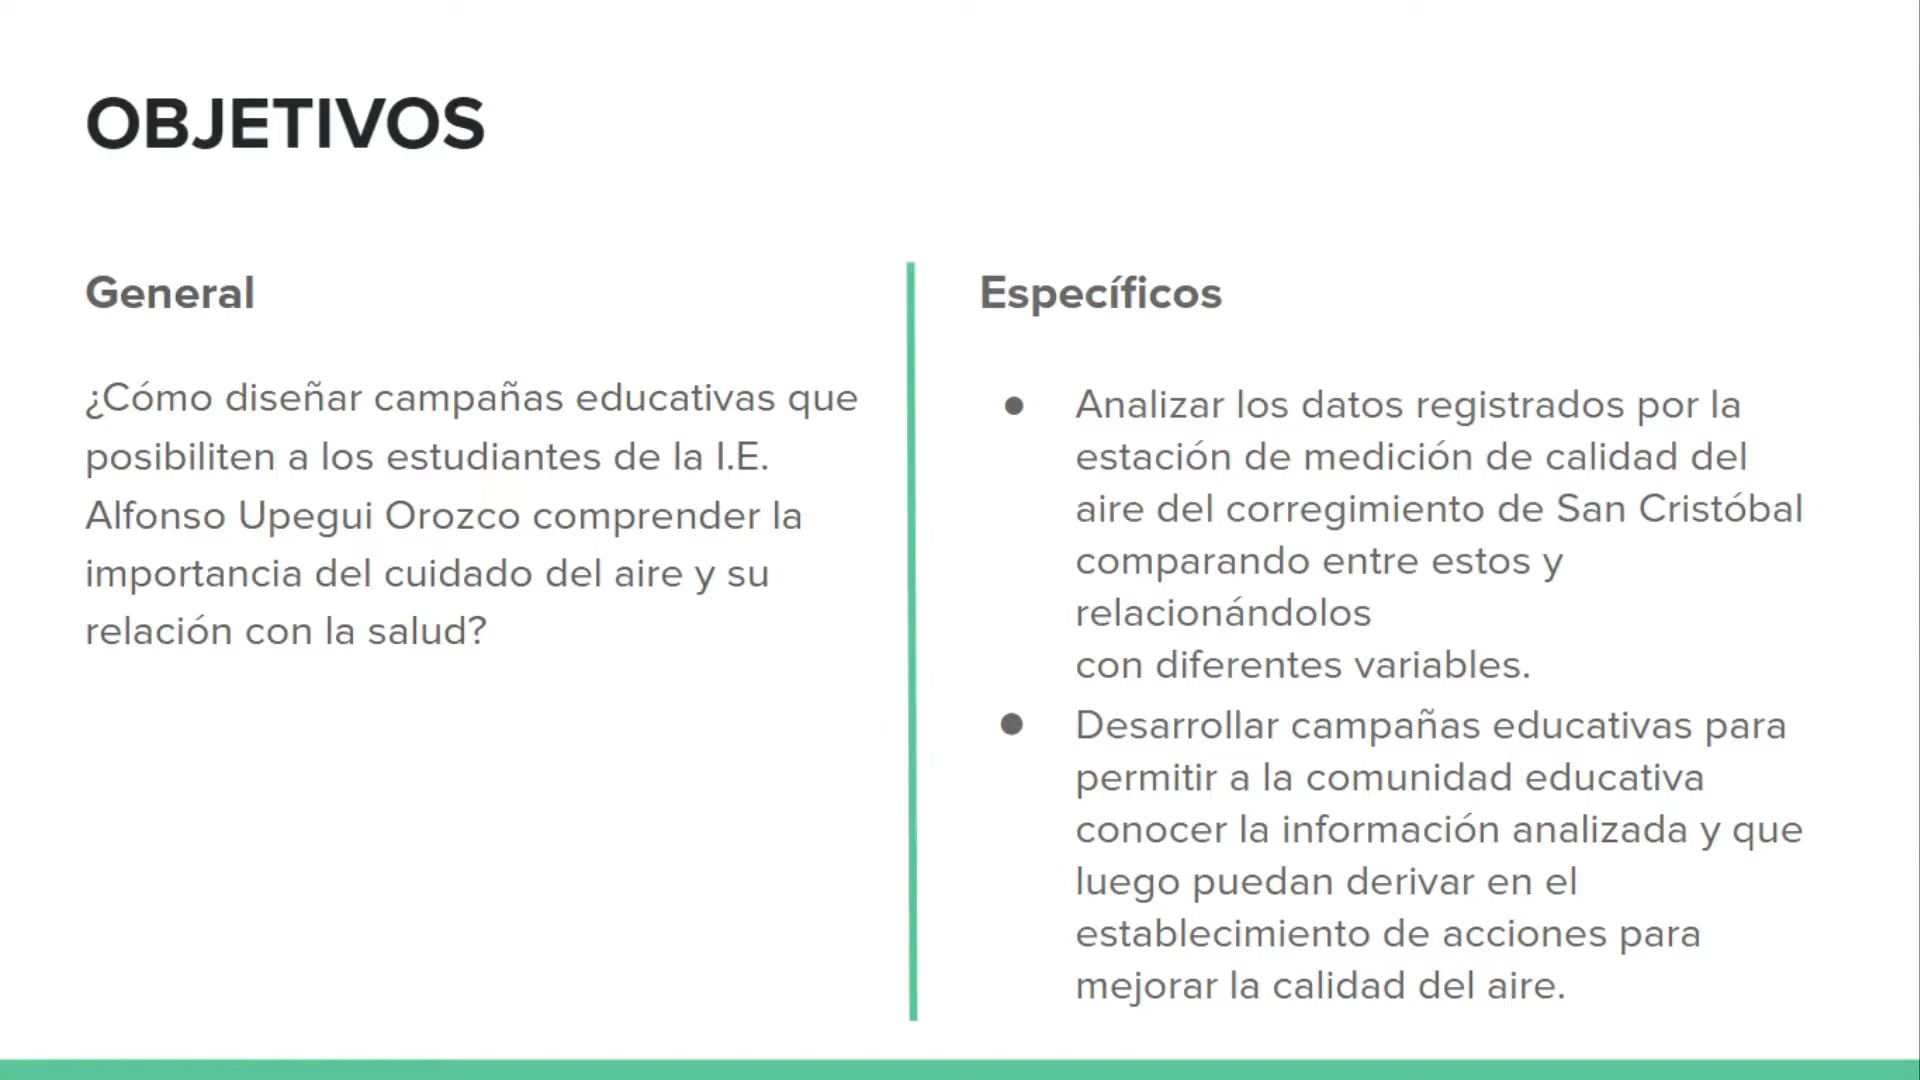 OBJETIVOS
General
¿Cómo diseñar campañas educativas que
posibiliten a los estudiantes de la I.E.
Alfonso Upegui Orozco comprender la
importancia del cuidado del aire y su
relación con la salud?
Específicos
● Analizar los datos registrados por la
estación de medición de calidad del
aire del corregimiento de San Cristóbal
comparando entre estos y
relacionándolos
con diferentes variables.
● Desarrollar campañas educativas para
permitir a la comunidad educativa
conocer la información analizada y que
luego puedan derivar en el
establecimiento de acciones para
mejorar la calidad del aire.